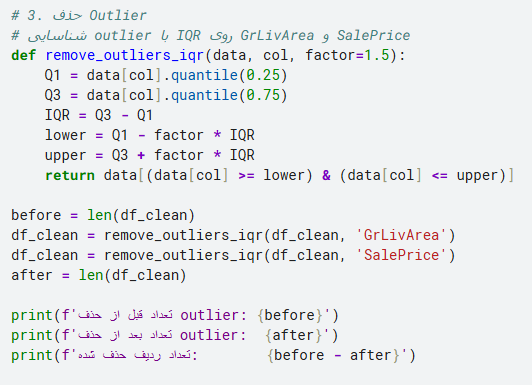 # 3. حذف Outlier
# شناسایی outlier با IQR روی GrLivArea و SalePrice
def remove_outliers_iqr(data, col, factor=1.5):
    Q1 = data[col].quantile(0.25)
    Q3 = data[col].quantile(0.75)
    IQR = Q3 - Q1
    lower = Q1 - factor * IQR
    upper = Q3 + factor * IQR
    return data[(data[col] >= lower) & (data[col] <= upper)]

before = len(df_clean)
df_clean = remove_outliers_iqr(df_clean, 'GrLivArea')
df_clean = remove_outliers_iqr(df_clean, 'SalePrice')
after = len(df_clean)

print(f'تعداد قبل از حذف outlier: {before}')
print(f'تعداد بعد از حذف outlier:  {after}')
print(f'تعداد ردیف حذف شده:        {before - after}')